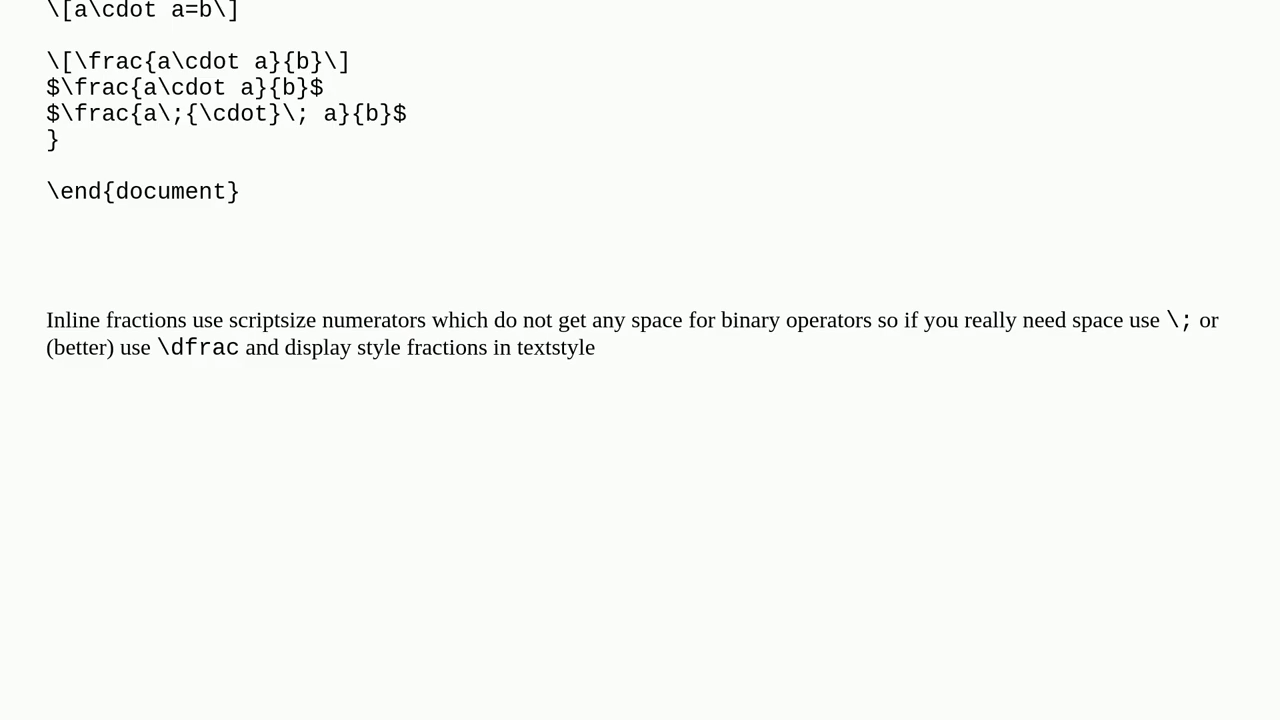 \[a\cdot a=b\]
\[\frac{a\cdot a}{b}\]
$\frac{a\cdot a}{b}$
$\frac{a\;{\cdot}\; a}{b}$
}
\end{document}
Inline fractions use scriptsize numerators which do not get any space for binary operators so if you really need space use \; or
(better) use \dfrac and display style fractions in textstyle